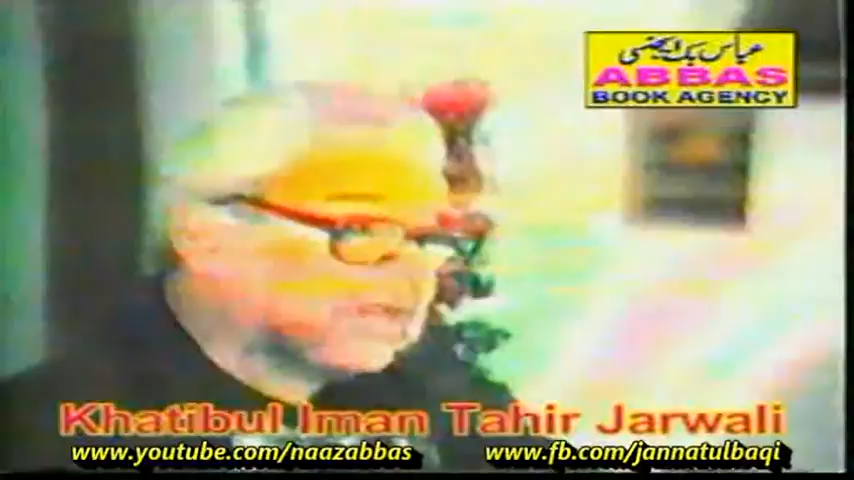 عباس بک ایجنسی
ABBAS
BOOK AGENCY
Khatibul Iman Tahir Jarwali
www.youtube.com/naazabbas www.fb.com/jannatulbaqi